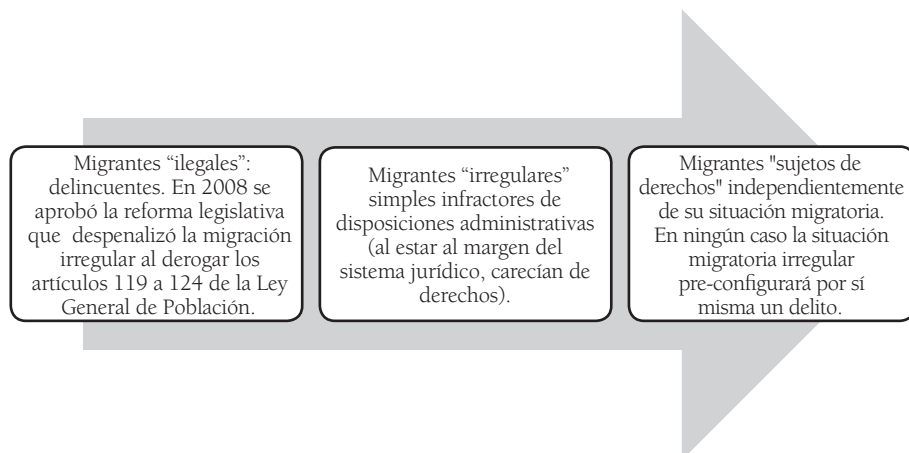 Migrantes “ilegales”:
delincuentes. En 2008 se
aprobó la reforma legislativa
que despenalizó la migración
irregular al derogar los
artículos 119 a 124 de la Ley
General de Población.
Migrantes “irregulares”
simples infractores de
disposiciones administrativas
(al estar al margen del
sistema jurídico, carecían de
derechos).
Migrantes "sujetos de
derechos" independientemente
de su situación migratoria.
En ningún caso la situación
migratoria irregular
pre-configurará por sí
misma un delito.